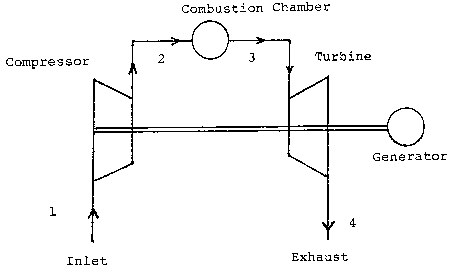 Combustion Chamber
Compressor
2
3
Turbine
Generator
1
4
Inlet
Exhaust